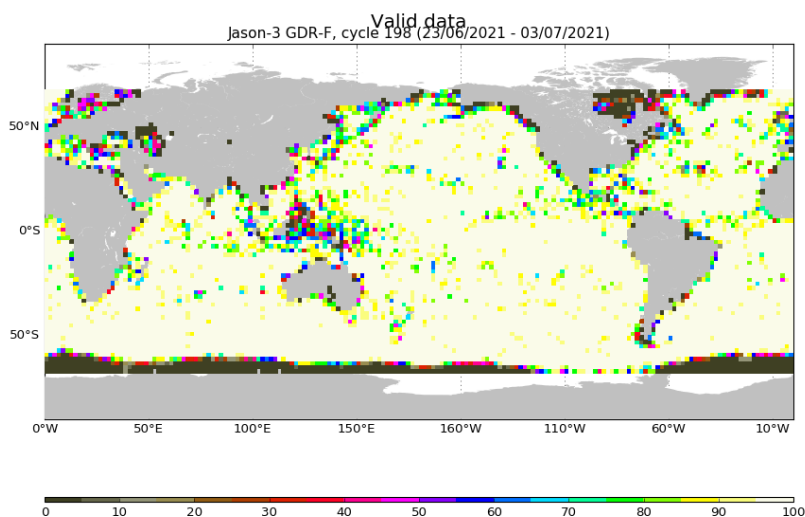 Valid data
Jason-3 GDR-F, cycle 198 (23/06/2021 - 03/07/2021)
50°N
0°S
50°S
0°W 50°E 100°E 150°E 160°W 110°W 60°W 10°W
0 10 20 30 40 50 60 70 80 90 100